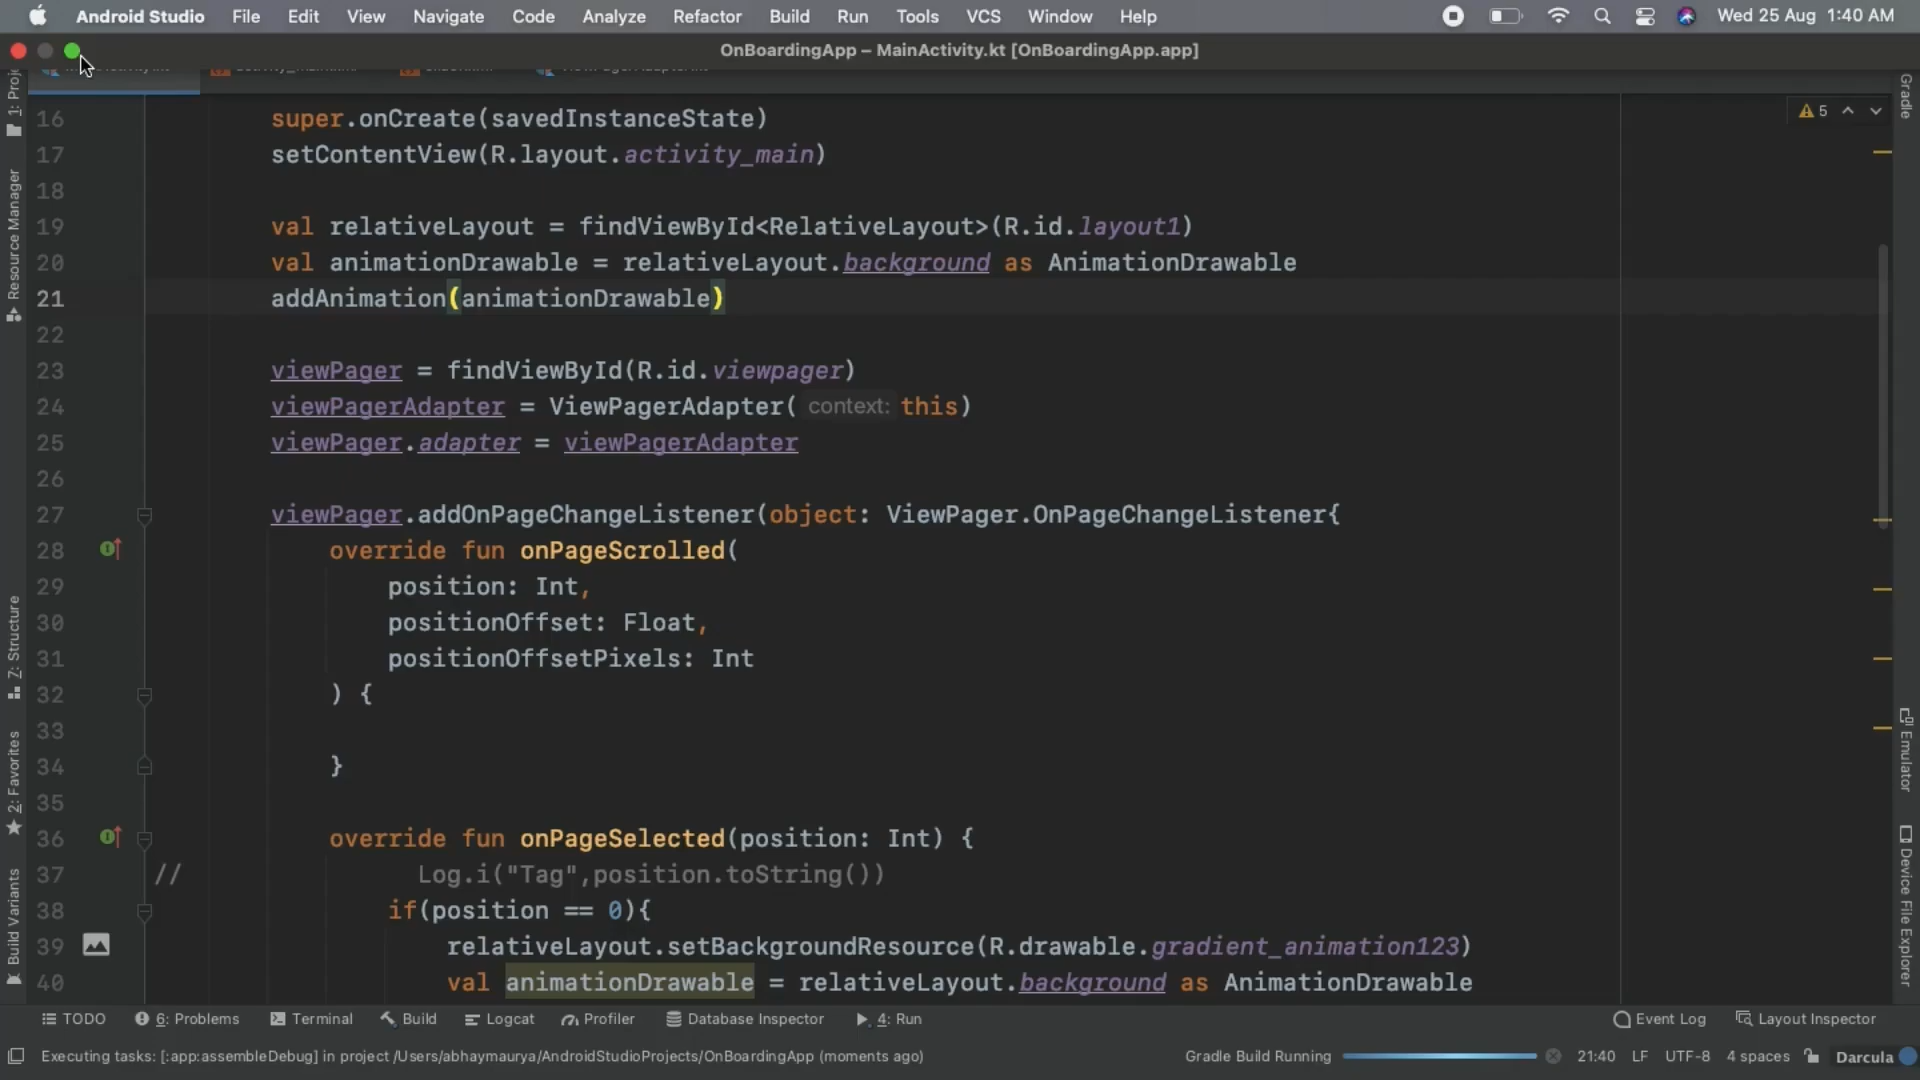 Android Studio File Edit View Navigate Code Analyze Refactor Build Run Tools VCS Window Help Wed 25 Aug 1:40 AM
OnBoardingApp – MainActivity.kt [OnBoardingApp.app]
16 super.onCreate(savedInstanceState)
5
17 setContentView(R.layout.activity_main)
18
19 val relativeLayout = findViewById<RelativeLayout>(R.id.layout1)
20 val animationDrawable = relativeLayout.background as AnimationDrawable
21 addAnimation(animationDrawable)
22
23 viewPager = findViewById(R.id.viewpager)
24 viewPagerAdapter = ViewPagerAdapter( context: this)
25 viewPager.adapter = viewPagerAdapter
26
27 viewPager.addOnPageChangeListener(object: ViewPager.OnPageChangeListener{
28 override fun onPageScrolled(
29 position: Int,
30 positionOffset: Float,
31 positionOffsetPixels: Int
32 ) {
33
34 }
35
36 override fun onPageSelected(position: Int) {
37 // Log.i("Tag",position.toString())
38 if(position == 0){
39 relativeLayout.setBackgroundResource(R.drawable.gradient_animation123)
40 val animationDrawable = relativeLayout.background as AnimationDrawable
Resource Manager
Z: Structure
2: Favorites
Build Variants
Gradle
Emulator
Device File Explorer
TODO 6: Problems Terminal Build Logcat Profiler Database Inspector 4: Run Event Log Layout Inspector
Executing tasks: [:app:assembleDebug] in project /Users/abhaymaurya/AndroidStudioProjects/OnBoardingApp (moments ago) Gradle Build Running 21:40 LF UTF-8 4 spaces Darcula